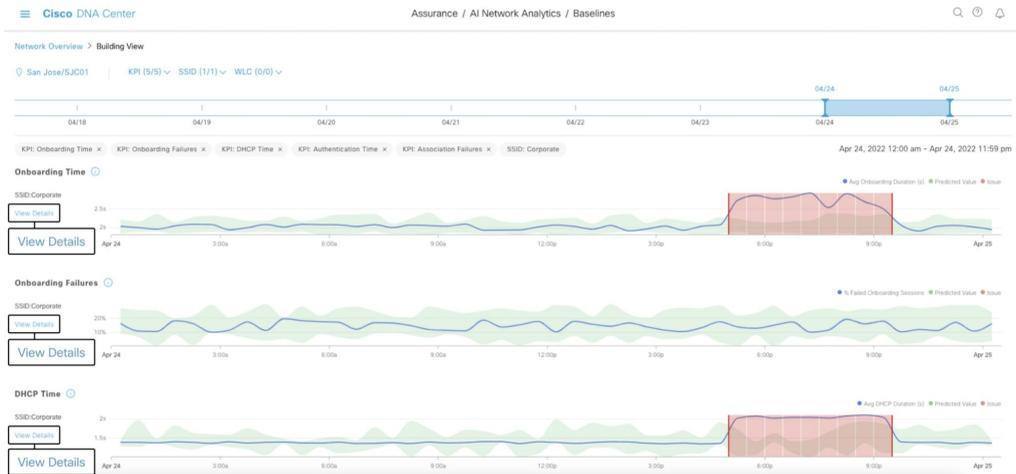 Cisco DNA Center
Assurance / AI Network Analytics / Baselines
Network Overview > Building View
San Jose/SJC01 KPI (5/5) SSID (1/1) WLC (0/0)
04/24 04/25
04/18 04/19 04/20 04/21 04/22 04/23 04/24 04/25
KPI: Onboarding Time × KPI: Onboarding Failures × KPI: DHCP Time × KPI: Authentication Time × KPI: Association Failures × SSID: Corporate
Apr 24, 2022 12:00 am - Apr 24, 2022 11:59 pm
Onboarding Time
Avg Onboarding Duration (s) Predicted Value Issue
SSID:Corporate
View Details
2.5s
2s
View Details
Apr 24 3:00a 6:00a 9:00a 12:00p 3:00p 6:00p 9:00p Apr 25
Onboarding Failures
% Failed Onboarding Sessions Predicted Value Issue
SSID:Corporate
View Details
20%
10%
View Details
Apr 24 3:00a 6:00a 9:00a 12:00p 3:00p 6:00p 9:00p Apr 25
DHCP Time
Avg DHCP Duration (s) Predicted Value Issue
SSID:Corporate
View Details
2s
1.5s
View Details
Apr 24 3:00a 6:00a 9:00a 12:00p 3:00p 6:00p 9:00p Apr 25